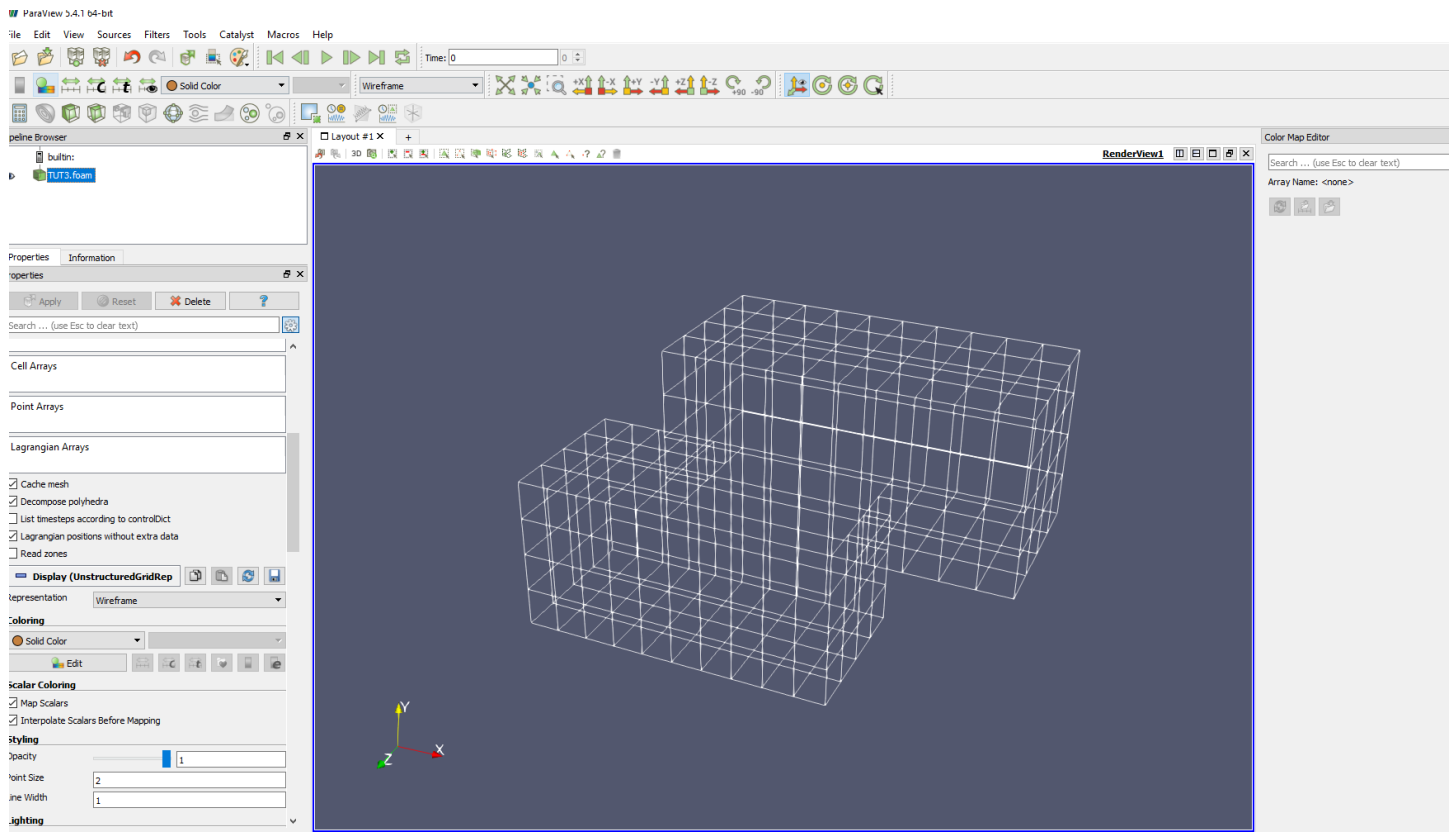 ParaView 5.4.1 64-bit
File Edit View Sources Filters Tools Catalyst Macros Help
Time: 0 0
Solid Color Wireframe +X -X +Y -Y +Z -Z +90 -90
peline Browser
Layout #1 X +
builtin:
3D RenderView1
TUT3.foam
Color Map Editor
Search ... (use Esc to clear text)
Array Name: <none>
Properties Information
operties
Apply Reset Delete ?
Search ... (use Esc to clear text)
Cell Arrays
Point Arrays
Lagrangian Arrays
Cache mesh
Decompose polyhedra
List timesteps according to controlDict
Lagrangian positions without extra data
Read zones
Display (UnstructuredGridRep
Representation Wireframe
Coloring
Solid Color
Edit
Scalar Coloring
Map Scalars
Interpolate Scalars Before Mapping
Styling
Opacity 1
Point Size 2
Line Width 1
Lighting
Y
X
Z